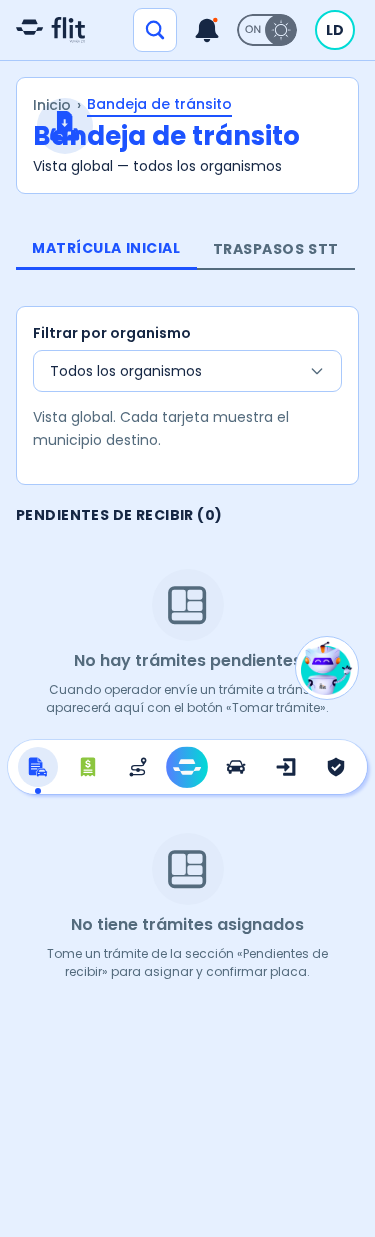 flit
ON
LD
Inicio › Bandeja de tránsito
Bandeja de tránsito
Vista global — todos los organismos
MATRÍCULA INICIAL
TRASPASOS STT
Filtrar por organismo
Todos los organismos
Vista global. Cada tarjeta muestra el
municipio destino.
PENDIENTES DE RECIBIR (0)
No hay trámites pendientes
Cuando operador envíe un trámite a
aparecerá aquí con el botón «Tomar trámite».
No tiene trámites asignados
Tome un trámite de la sección «Pendientes de
recibir» para asignar y confirmar placa.